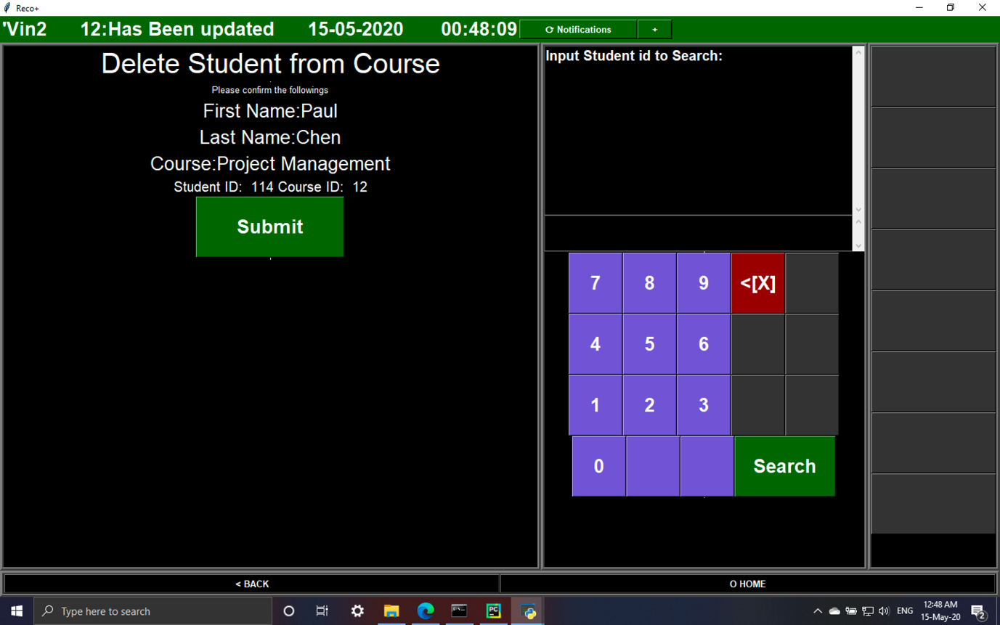 Reco+
'Vin2 12:Has Been updated 15-05-2020 00:48:09 ⟳ Notifications +
Delete Student from Course
Please confirm the followings
First Name:Paul
Last Name:Chen
Course:Project Management
Student ID: 114 Course ID: 12
Submit
Input Student id to Search:
7 8 9 <[X]
4 5 6
1 2 3
0 Search
< BACK O HOME
Type here to search
PC
ENG
12:48 AM
15-May-20
2